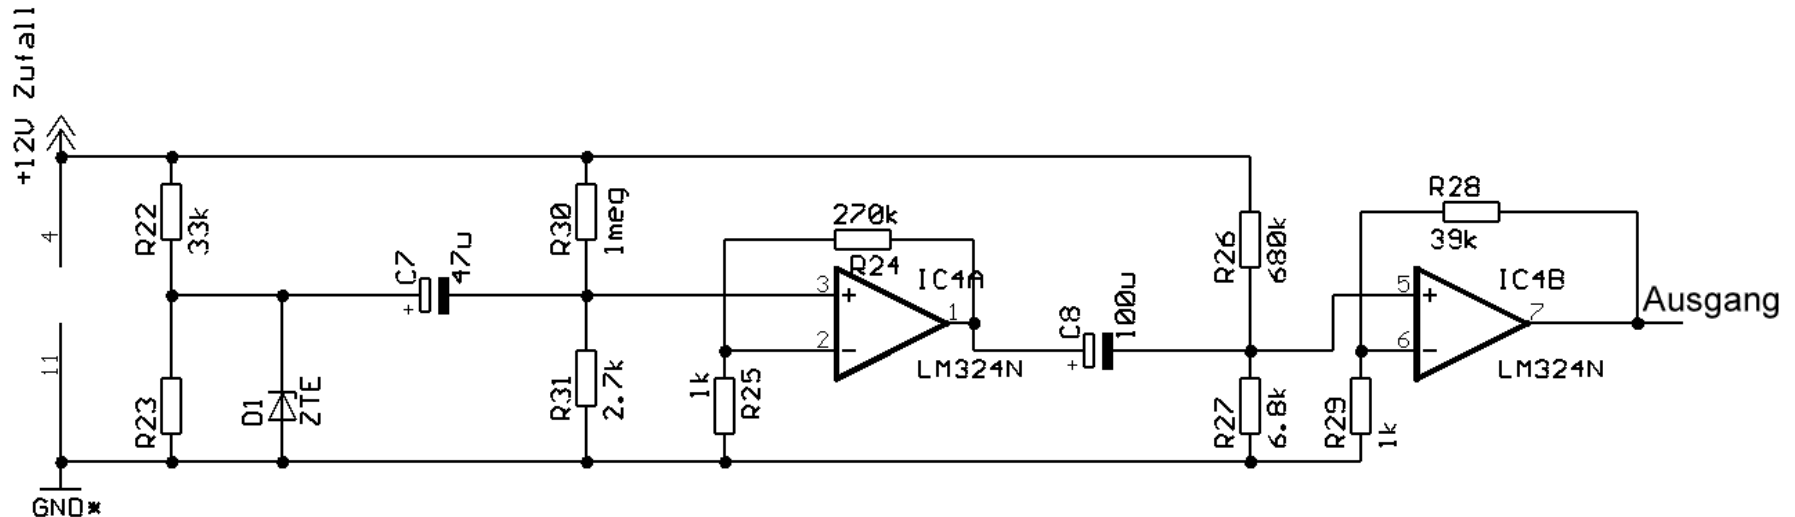 +12V Zufall
4
11
GND*
R22
33k
R23
D1
ZTE
C7
47u
+
R30
1meg
R31
2.7k
270k
R24
1k
R25
3
2
+
-
1
IC4A
LM324N
C8
100u
+
R26
680k
R27
6.8k
R28
39k
R29
1k
5
6
+
-
7
IC4B
LM324N
Ausgang